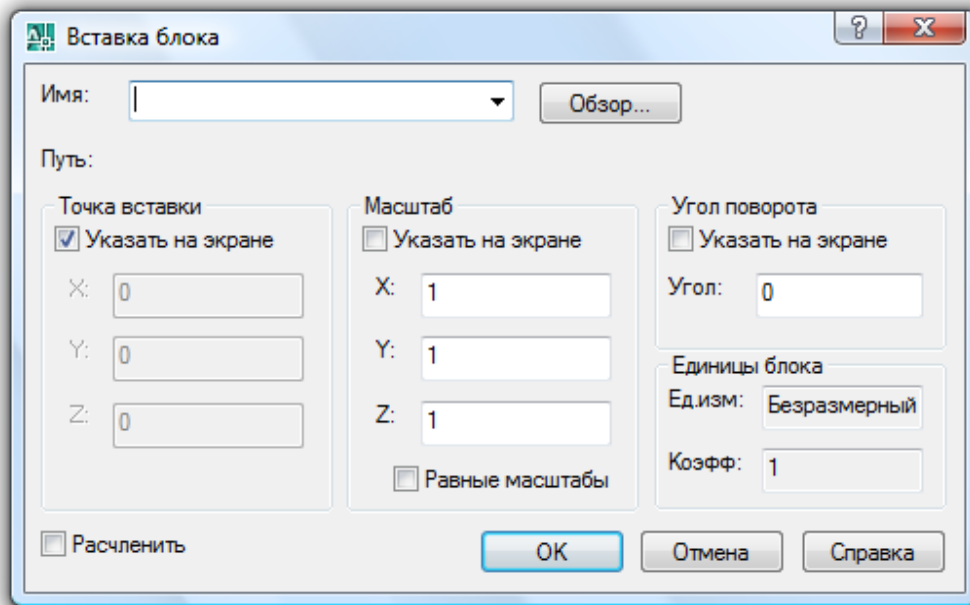 Вставка блока
Имя:
Обзор...
Путь:
Точка вставки
Указать на экране
X: 0
Y: 0
Z: 0
Масштаб
Указать на экране
X: 1
Y: 1
Z: 1
Равные масштабы
Угол поворота
Указать на экране
Угол: 0
Единицы блока
Ед.изм: Безразмерный
Коэфф: 1
Расчленить
OK
Отмена
Справка